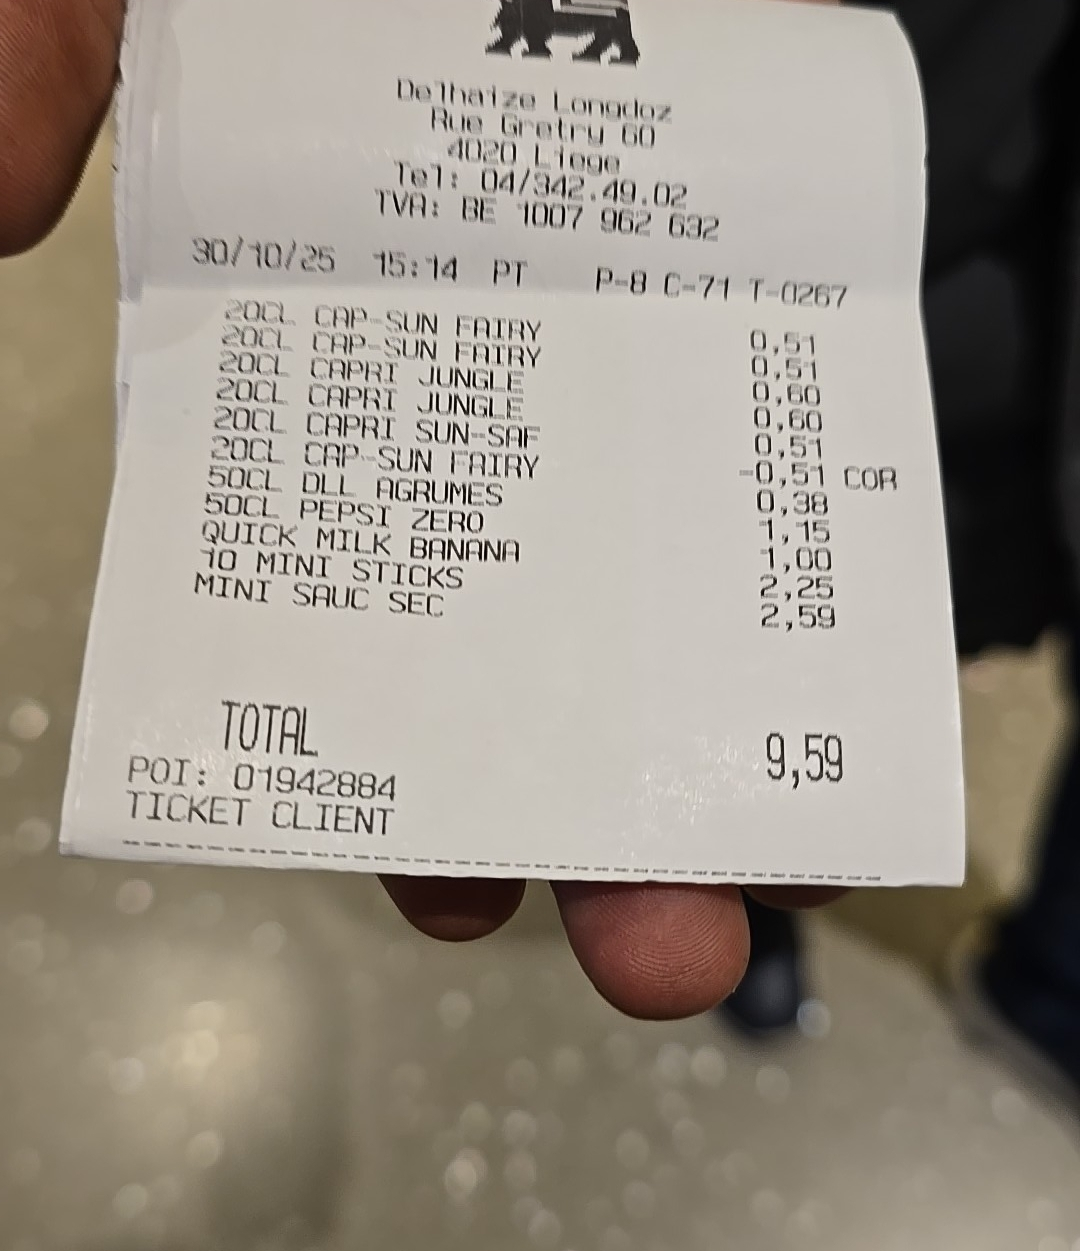 Delhaize Longdoz
Rue Gretry 60
4020 Liege
Tel: 04/342.49.02
TVA: BE 1007 962 632
30/10/25 15:14 PT P-8 C-71 T-0267
20CL CAP-SUN FAIRY 0,51
20CL CAP-SUN FAIRY 0,51
20CL CAPRI JUNGLE 0,60
20CL CAPRI JUNGLE 0,60
20CL CAPRI SUN-SAF 0,51
20CL CAP-SUN FAIRY -0,51 COR
50CL DLL AGRUMES 0,38
50CL PEPSI ZERO 1,15
QUICK MILK BANANA 1,00
10 MINI STICKS 2,25
MINI SAUC SEC 2,59
TOTAL 9,59
POI: 01942884
TICKET CLIENT